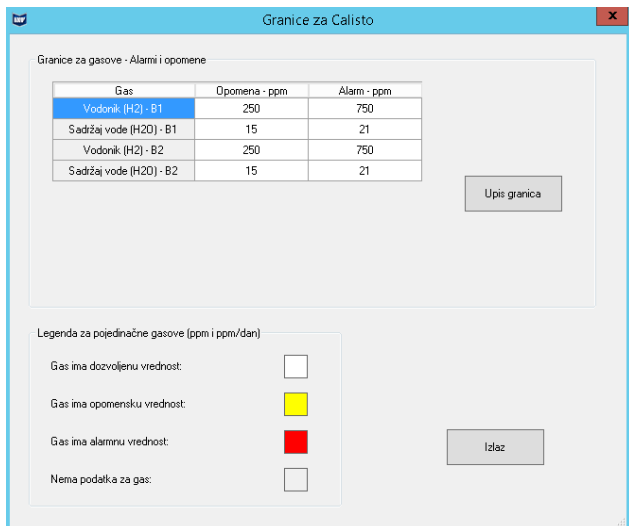 Granice za Calisto
x
Granice za gasove - Alarmi i opomene
Gas Opomena - ppm Alarm - ppm
Vodonik (H2) - B1 250 750
Sadržaj vode (H2O) - B1 15 21
Vodonik (H2) - B2 250 750
Sadržaj vode (H2O) - B2 15 21
Upis granica
Legenda za pojedinačne gasove (ppm i ppm/dan)
Gas ima dozvoljenu vrednost:
Gas ima opomensku vrednost:
Gas ima alarmnu vrednost:
Nema podatka za gas:
Izlaz